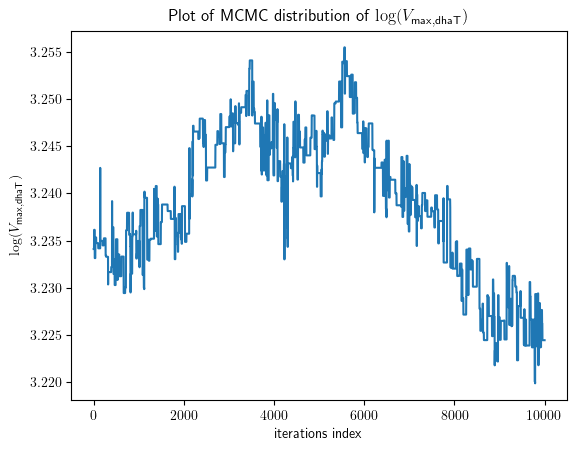 Plot of MCMC distribution of log(V_max,dhaT)
log(V_max,dhaT)
3.255
3.250
3.245
3.240
3.235
3.230
3.225
3.220
0 2000 4000 6000 8000 10000
iterations index